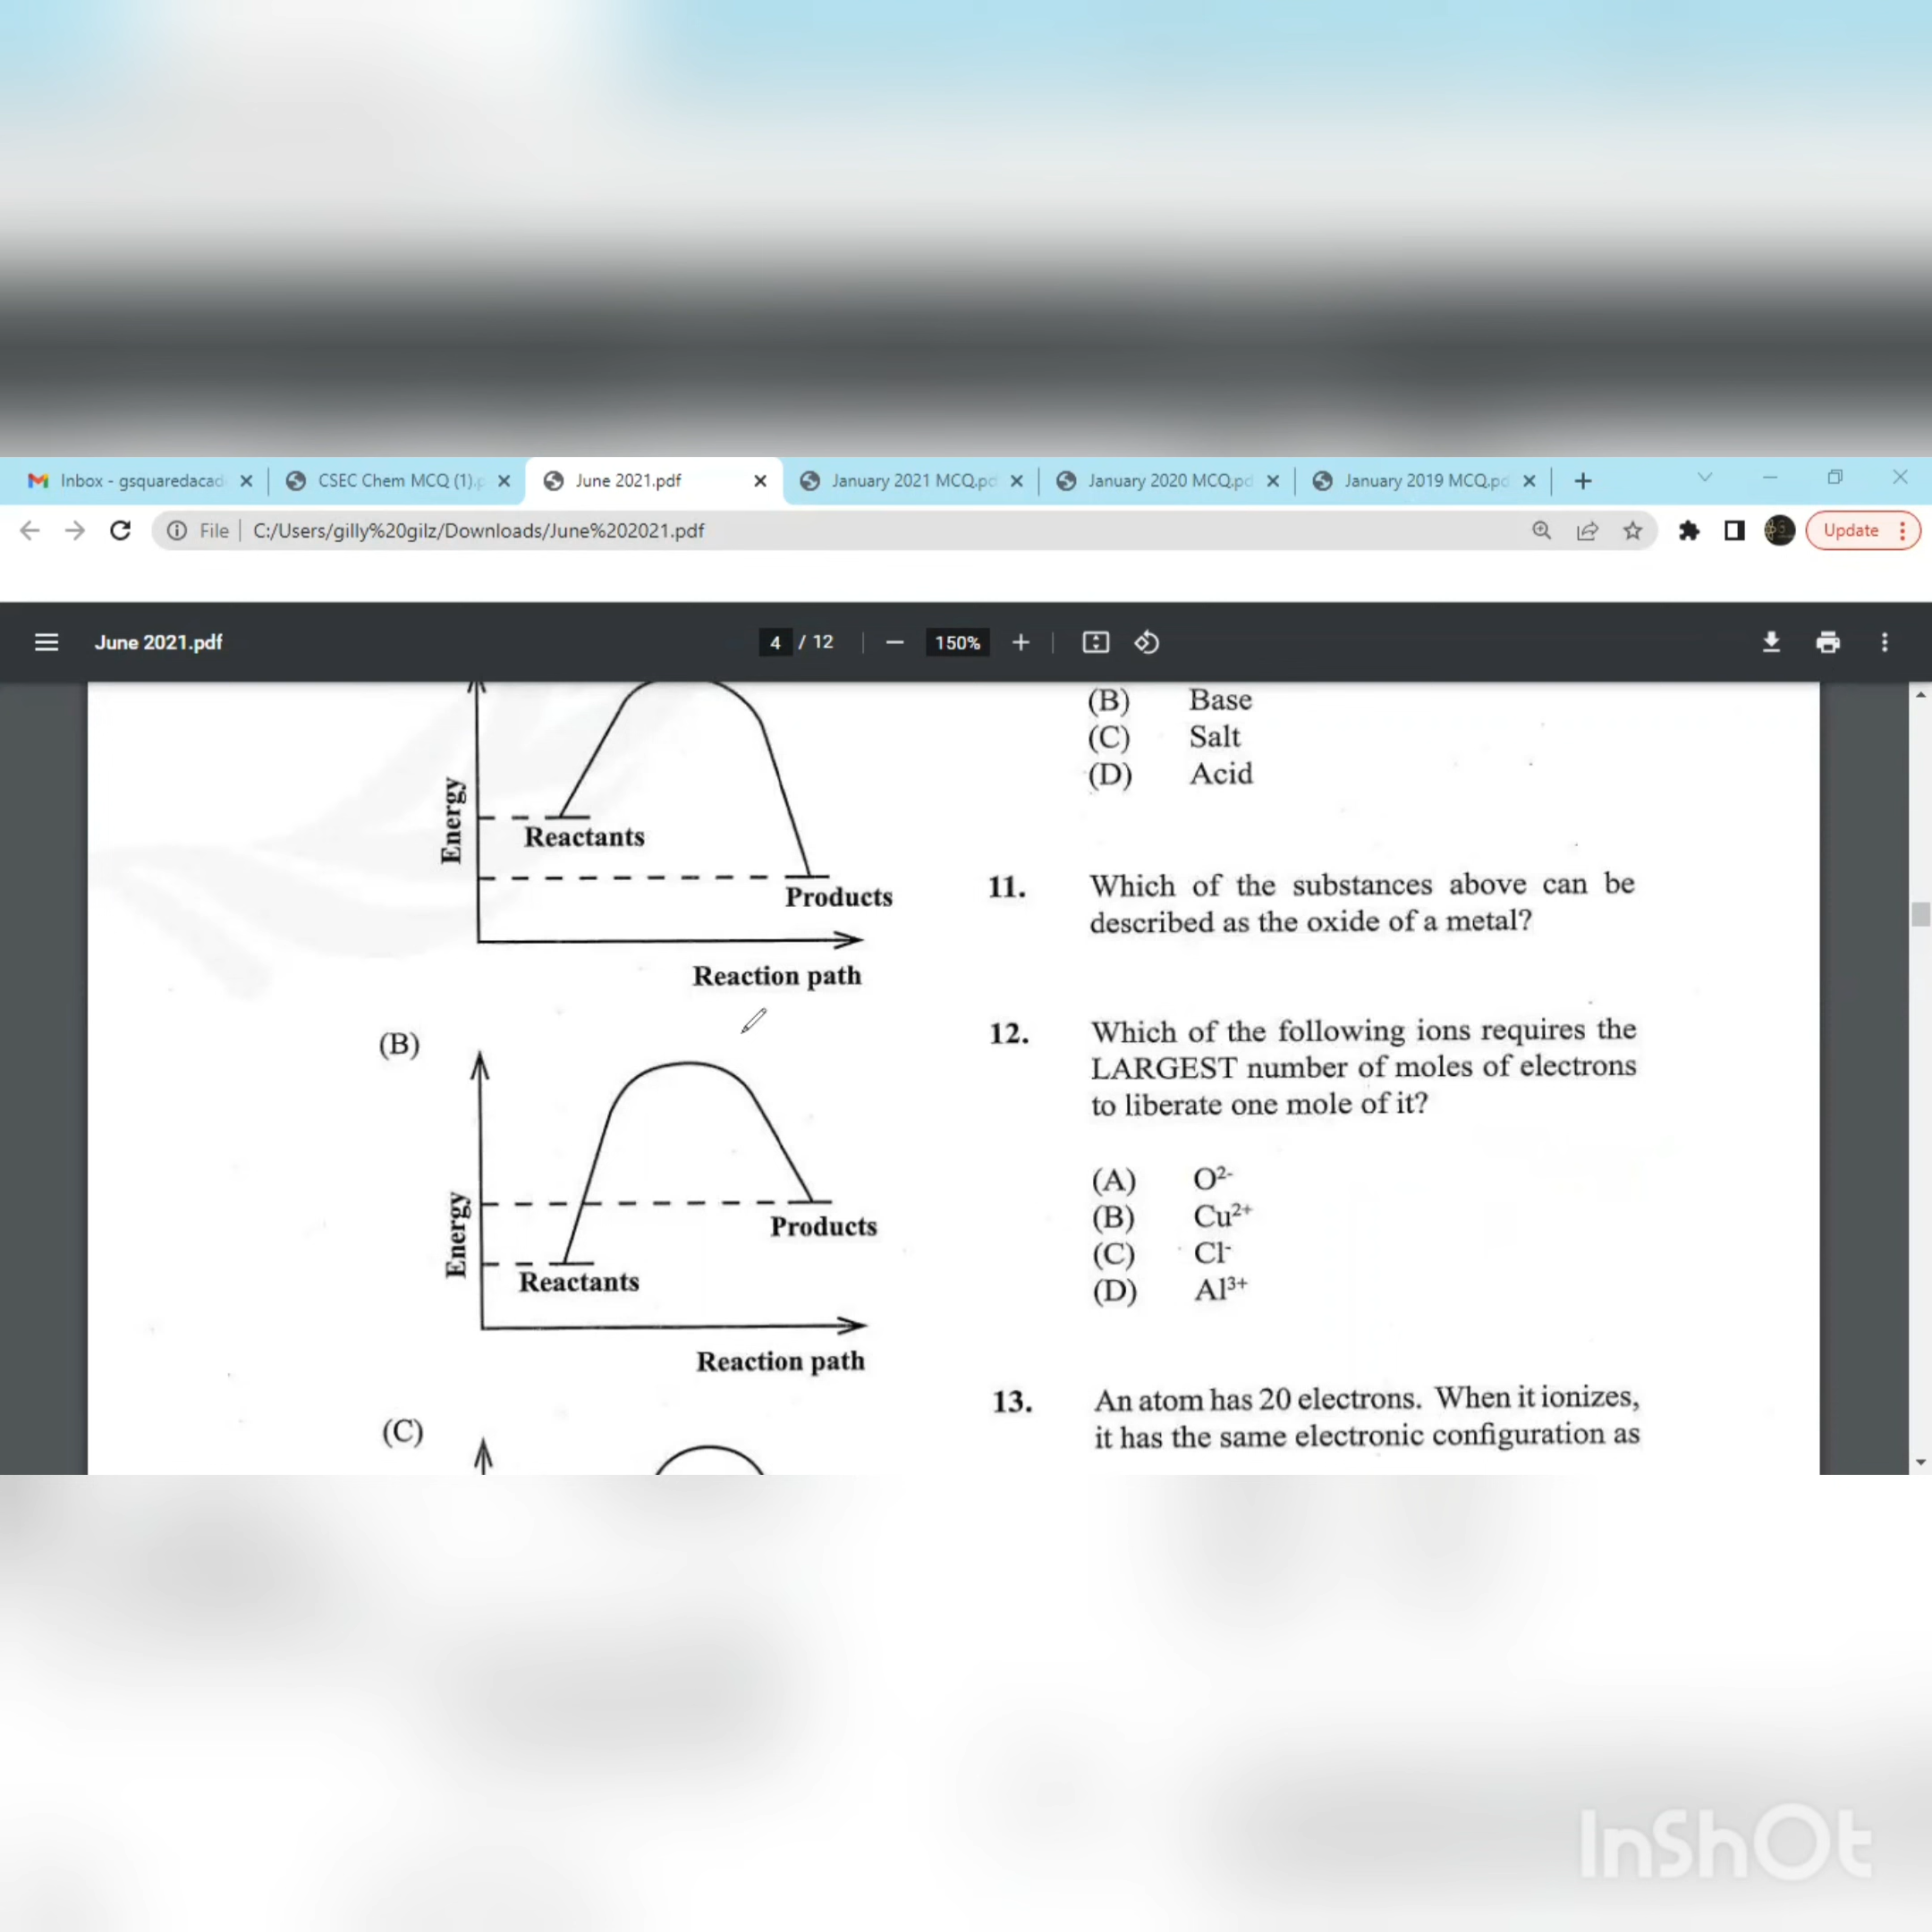 Inbox - gsquaredacad
CSEC Chem MCQ (1).p
June 2021.pdf
January 2021 MCQ.pd
January 2020 MCQ.pd
January 2019 MCQ.pd
File
C:/Users/gilly%20gilz/Downloads/June%202021.pdf
Update
June 2021.pdf
4 / 12
150%
Energy
Reactants
Products
Reaction path
(B)
Energy
Products
Reactants
Reaction path
(C)
(B) Base
(C) Salt
(D) Acid
11. Which of the substances above can be
described as the oxide of a metal?
12. Which of the following ions requires the
LARGEST number of moles of electrons
to liberate one mole of it?
(A) O²⁻
(B) Cu²⁺
(C) Cl⁻
(D) Al³⁺
13. An atom has 20 electrons. When it ionizes,
it has the same electronic configuration as
InShOt